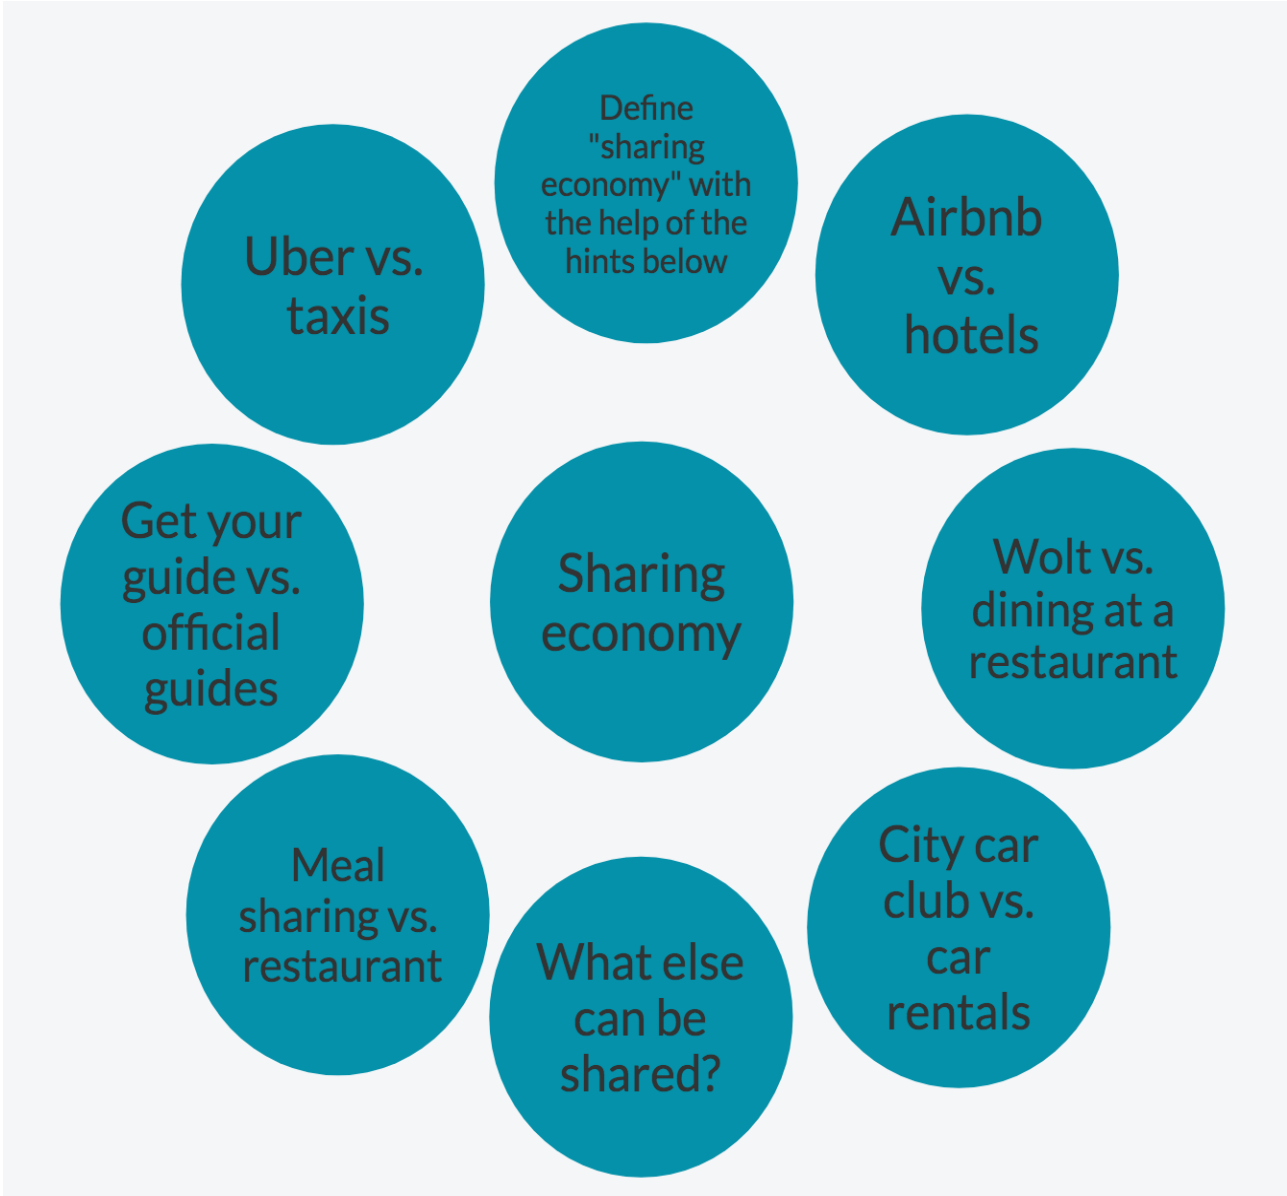 Define
"sharing
economy" with
the help of the
hints below
Airbnb
vs.
hotels
Uber vs.
taxis
Get your
guide vs.
official
guides
Sharing
economy
Wolt vs.
dining at a
restaurant
Meal
sharing vs.
restaurant
What else
can be
shared?
City car
club vs.
car
rentals